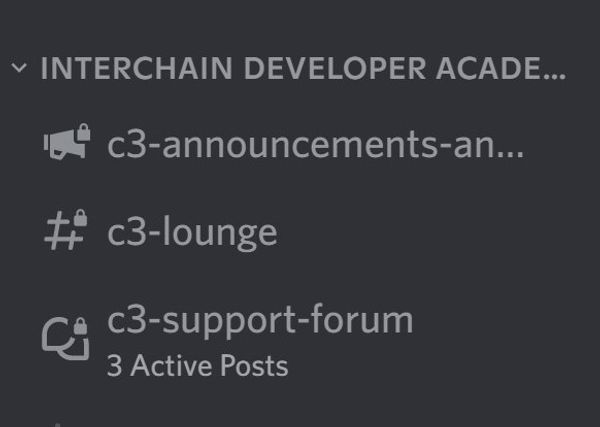 INTERCHAIN DEVELOPER ACADE...
c3-announcements-an...
c3-lounge
c3-support-forum
3 Active Posts